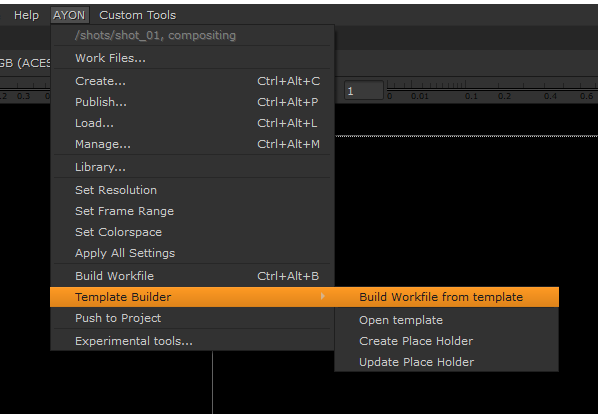 Help AYON Custom Tools
/shots/shot_01, compositing
Work Files...
GB (ACES
Create... Ctrl+Alt+C
1
0.2 0.3 0 0.01 0.1 0.2 0.4 0.6
Publish... Ctrl+Alt+P
Load... Ctrl+Alt+L
Manage... Ctrl+Alt+M
Library...
Set Resolution
Set Frame Range
Set Colorspace
Apply All Settings
Build Workfile Ctrl+Alt+B
Template Builder
Build Workfile from template
Push to Project
Open template
Experimental tools...
Create Place Holder
Update Place Holder